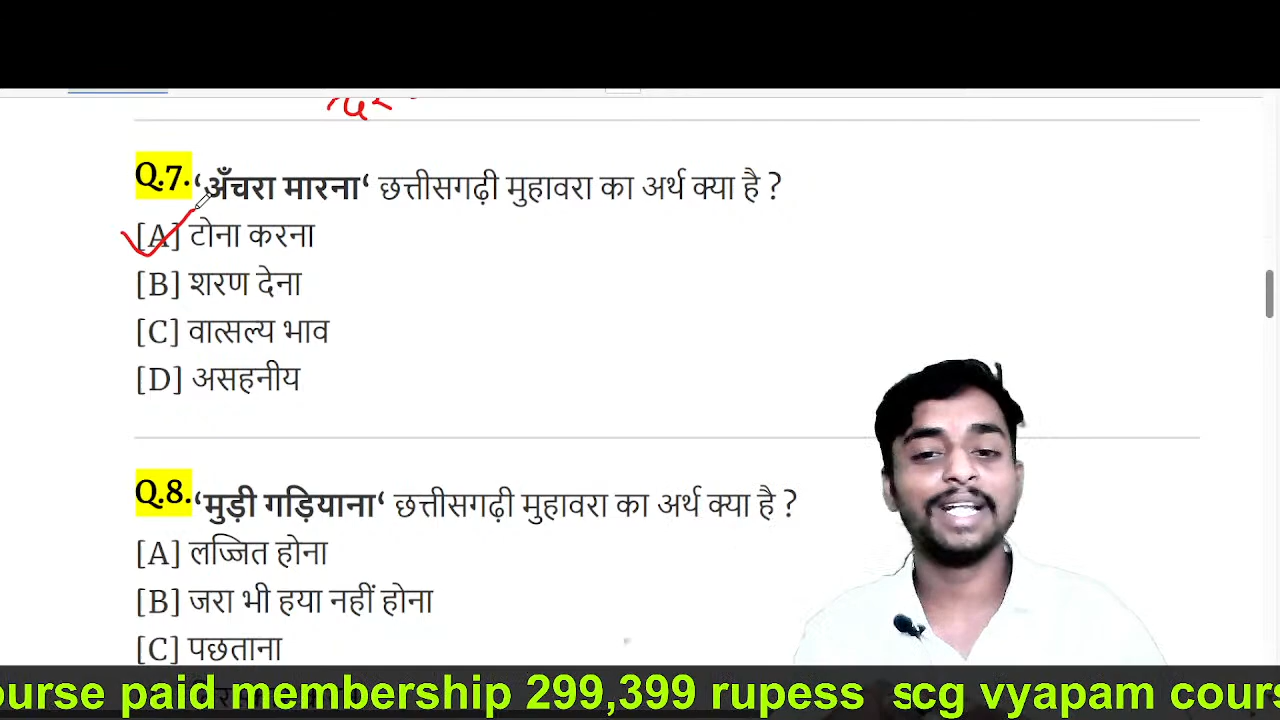 Q.7. ‘अँचरा मारना‘ छत्तीसगढ़ी मुहावरा का अर्थ क्या है ?
[A] टोना करना
[B] शरण देना
[C] वात्सल्य भाव
[D] असहनीय
Q.8. ‘मुड़ी गड़ियाना‘ छत्तीसगढ़ी मुहावरा का अर्थ क्या है ?
[A] लज्जित होना
[B] जरा भी हया नहीं होना
[C] पछताना
ourse paid membership 299,399 rupess scg vyapam cours